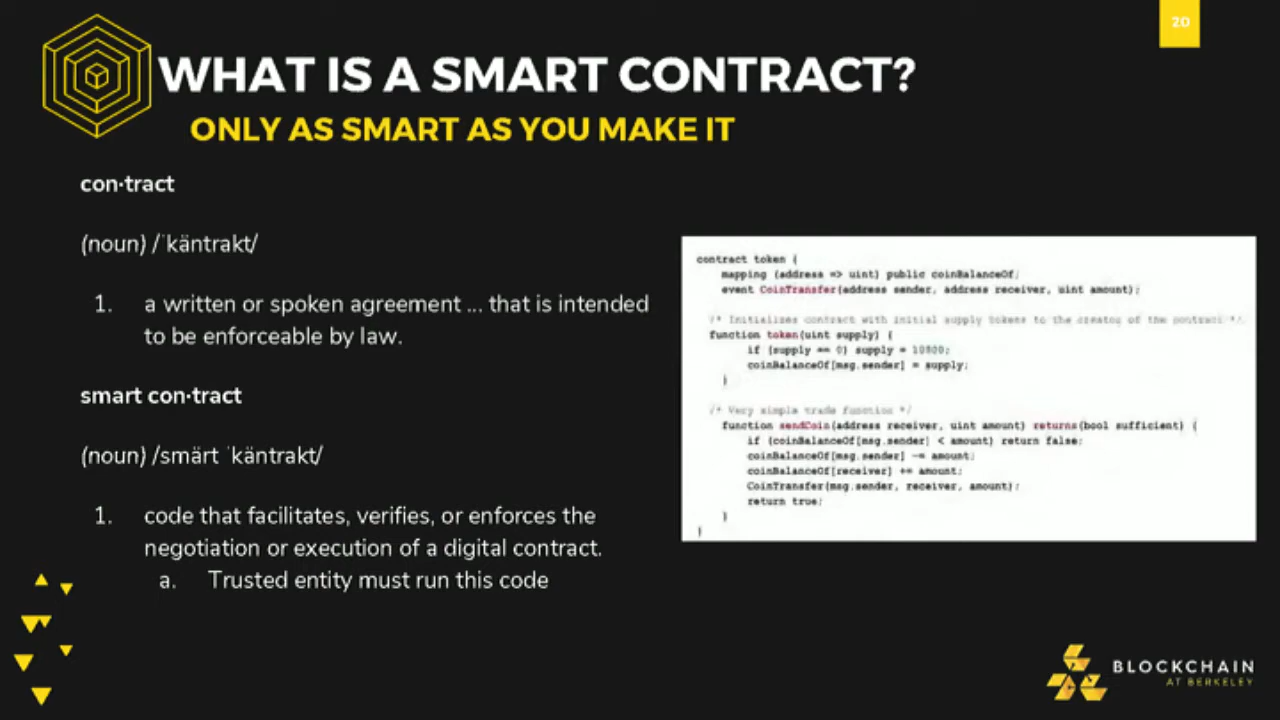 20
WHAT IS A SMART CONTRACT?
ONLY AS SMART AS YOU MAKE IT
con·tract
(noun) /ˈkäntrakt/
1. a written or spoken agreement ... that is intended
to be enforceable by law.
smart con·tract
(noun) /smärt ˈkäntrakt/
1. code that facilitates, verifies, or enforces the
negotiation or execution of a digital contract.
a. Trusted entity must run this code
contract token {
mapping (address => uint) public coinBalanceOf;
event CoinTransfer(address sender, address receiver, uint amount);
/* Initializes contract with initial supply tokens to the creator of the contract */
function token(uint supply) {
if (supply == 0) supply = 10000;
coinBalanceOf[msg.sender] = supply;
}
/* Very simple trade function */
function sendCoin(address receiver, uint amount) returns(bool sufficient) {
if (coinBalanceOf[msg.sender] < amount) return false;
coinBalanceOf[msg.sender] -= amount;
coinBalanceOf[receiver] += amount;
CoinTransfer(msg.sender, receiver, amount);
return true;
}
}
BLOCKCHAIN
AT BERKELEY